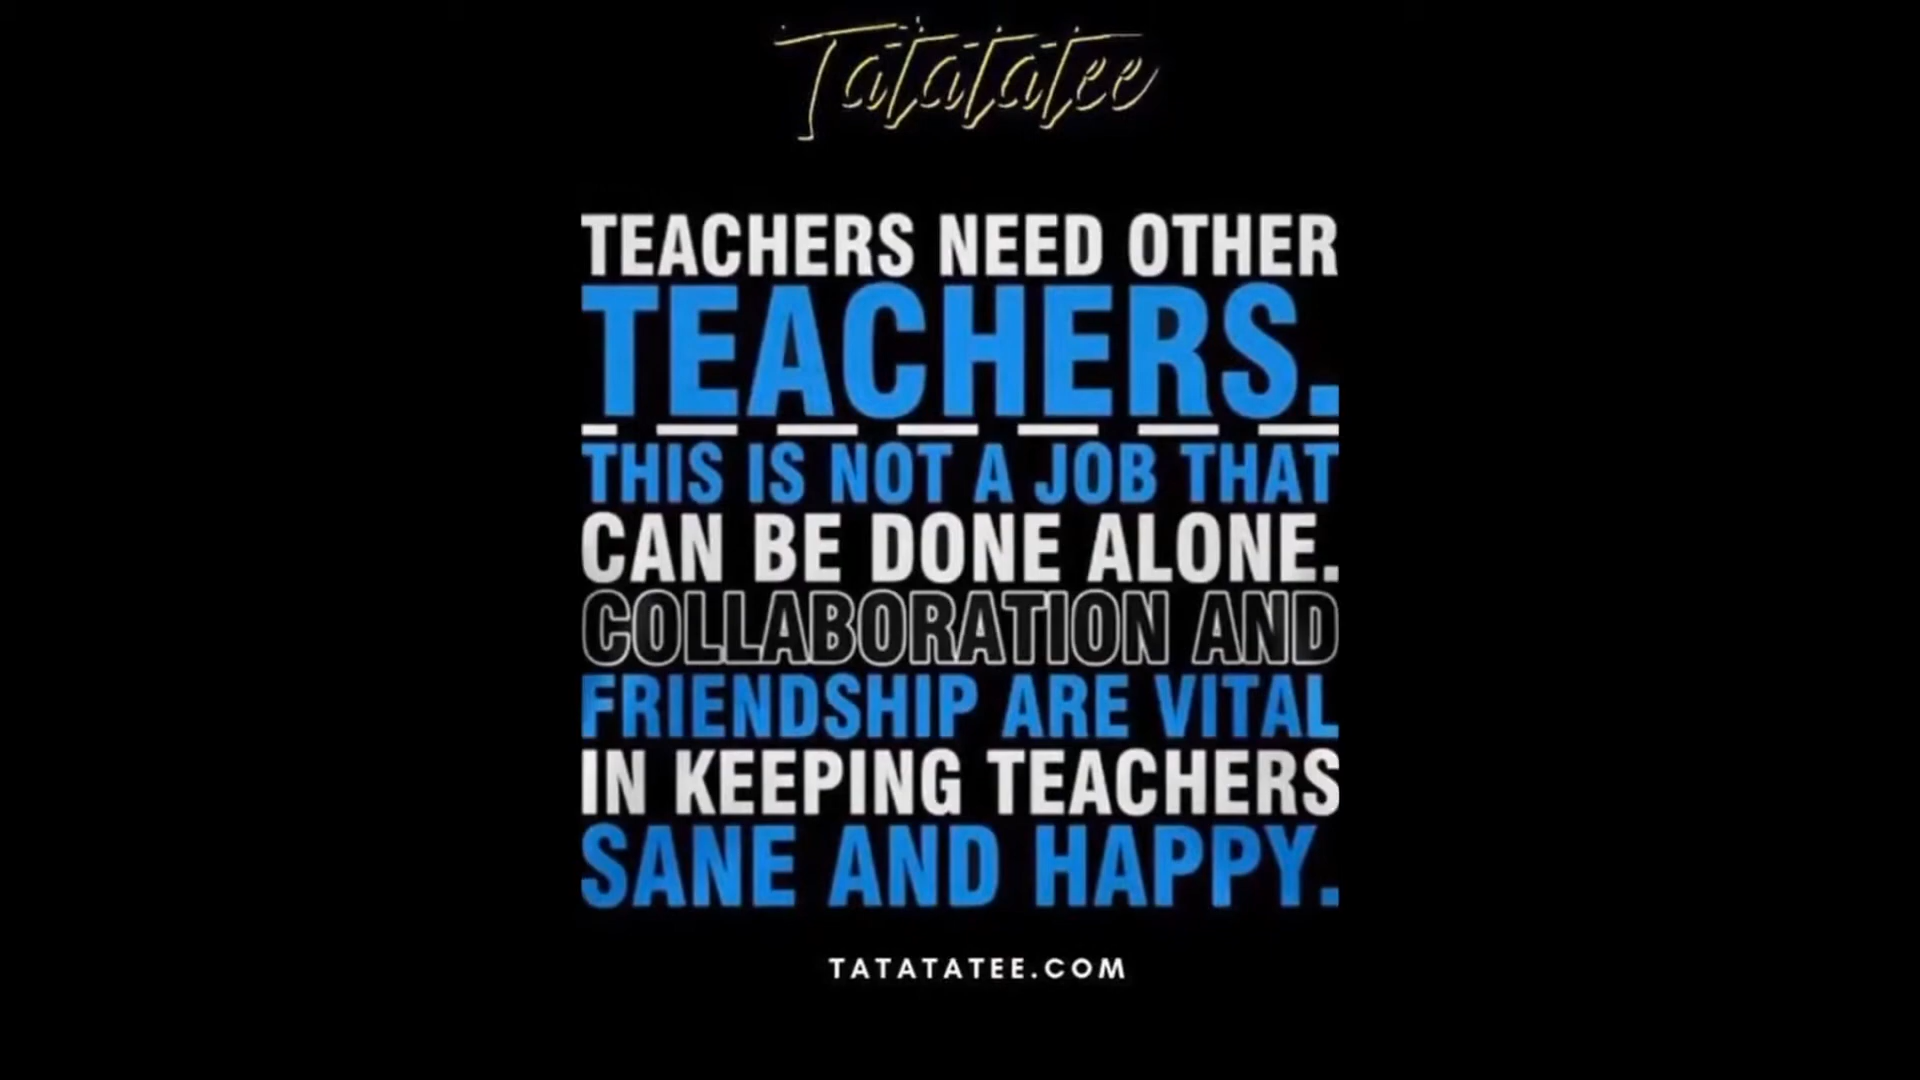 Tatatatee
TEACHERS NEED OTHER
TEACHERS.
THIS IS NOT A JOB THAT
CAN BE DONE ALONE.
COLLABORATION AND
FRIENDSHIP ARE VITAL
IN KEEPING TEACHERS
SANE AND HAPPY.
TATATATEE.COM